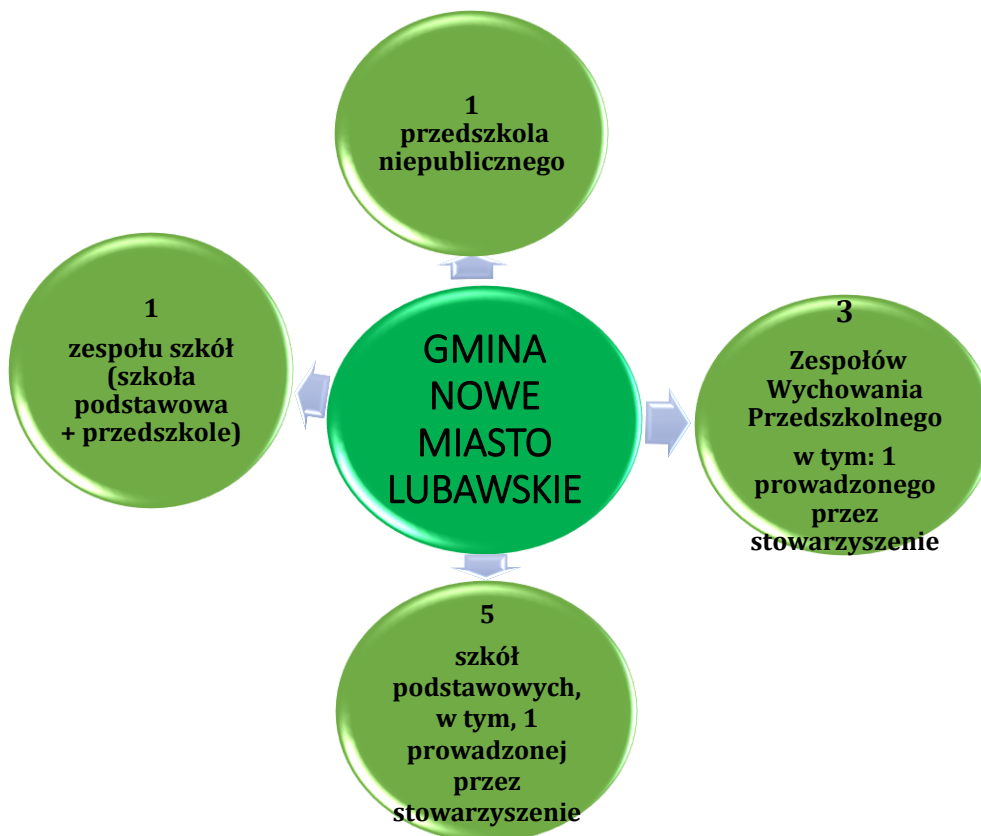 1
przedszkola
niepublicznego
1
zespołu szkół
(szkoła
podstawowa
+ przedszkole)
GMINA
NOWE
MIASTO
LUBAWSKIE
3
Zespołów
Wychowania
Przedszkolnego
w tym: 1
prowadzonego
przez
stowarzyszenie
5
szkół
podstawowych,
w tym, 1
prowadzonej
przez
stowarzyszenie